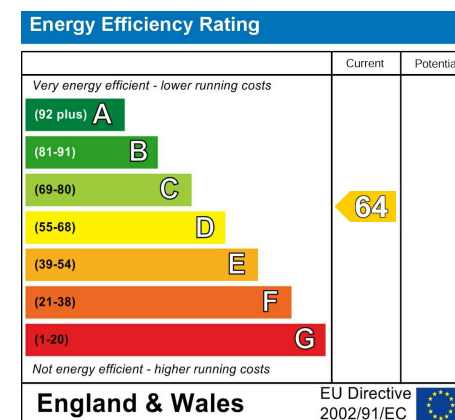 Energy Efficiency Rating
Current Potentia
Very energy efficient - lower running costs
(92 plus) A
(81-91) B
(69-80) C
64
(55-68) D
(39-54) E
(21-38) F
(1-20) G
Not energy efficient - higher running costs
England & Wales
EU Directive
2002/91/EC